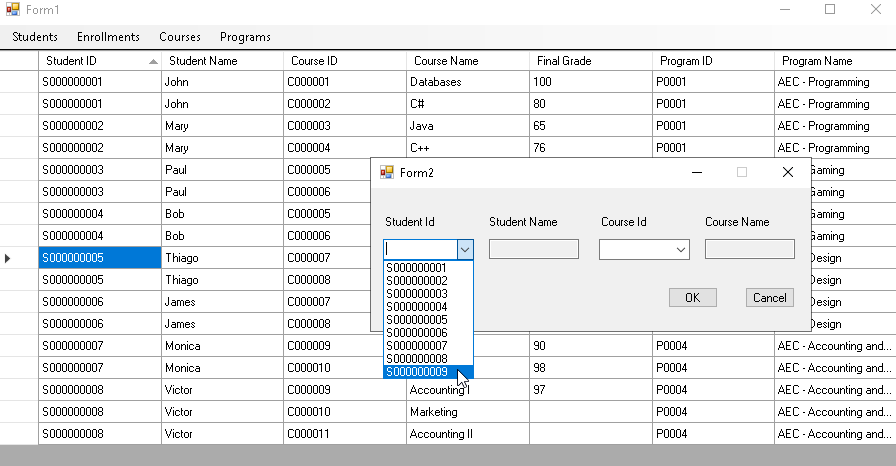 Form1
Students Enrollments Courses Programs
Student ID Student Name Course ID Course Name Final Grade Program ID Program Name
S000000001 John C000001 Databases 100 P0001 AEC - Programming
S000000001 John C000002 C# 80 P0001 AEC - Programming
S000000002 Mary C000003 Java 65 P0001 AEC - Programming
S000000002 Mary C000004 C++ 76 P0001 AEC - Programming
S000000003 Paul C000005 Gaming
S000000003 Paul C000006 Gaming
S000000004 Bob C000005 Gaming
S000000004 Bob C000006 Gaming
S000000005 Thiago C000007 Design
S000000005 Thiago C000008 Design
S000000006 James C000007 Design
S000000006 James C000008 Design
S000000007 Monica C000009 90 P0004 AEC - Accounting and...
S000000007 Monica C000010 98 P0004 AEC - Accounting and...
S000000008 Victor C000009 Accounting I 97 P0004 AEC - Accounting and...
S000000008 Victor C000010 Marketing P0004 AEC - Accounting and...
S000000008 Victor C000011 Accounting II P0004 AEC - Accounting and...
Form2
Student Id Student Name Course Id Course Name
S000000001
S000000002
S000000003
S000000004
S000000005
S000000006
S000000007
S000000008
S000000009
OK Cancel